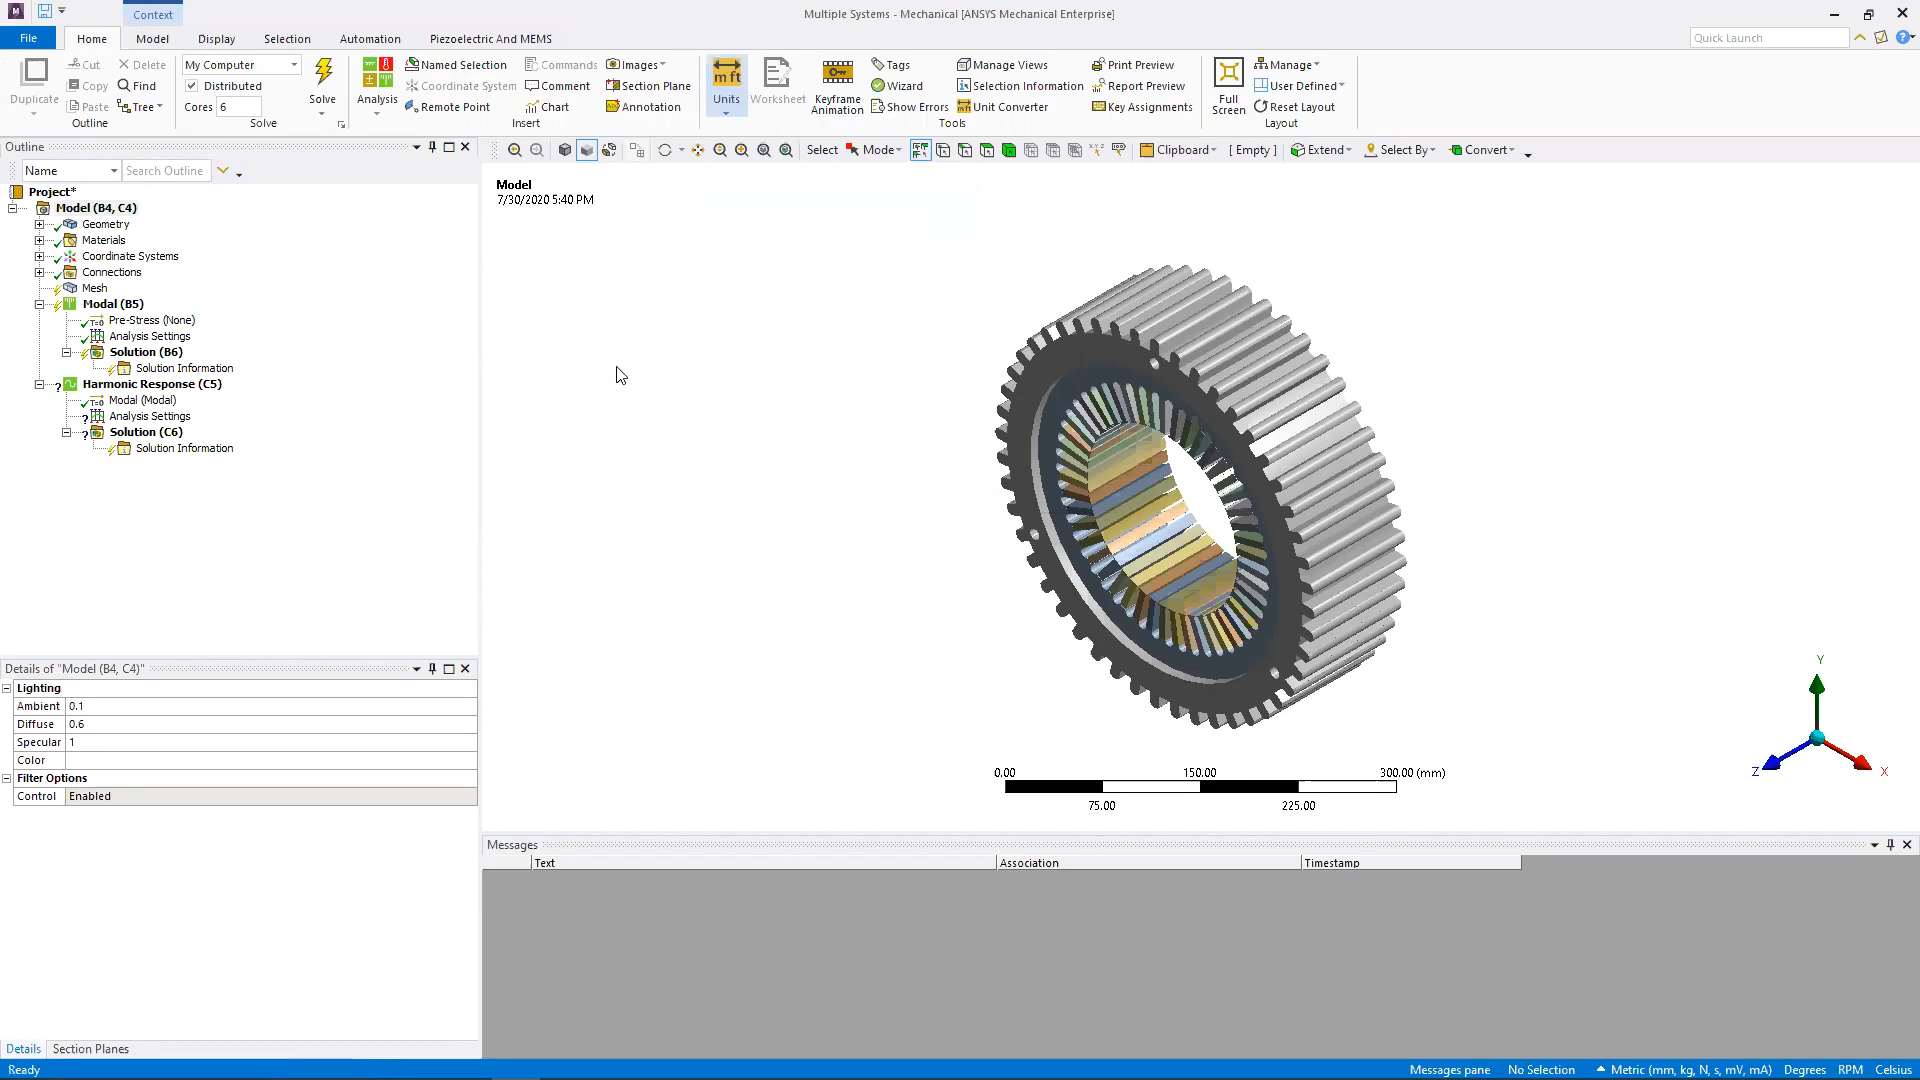 Context
Multiple Systems - Mechanical [ANSYS Mechanical Enterprise]
File
Home
Model
Display
Selection
Automation
Piezoelectric And MEMS
Quick Launch
Duplicate
Cut
Delete
Copy
Find
Paste
Tree
Outline
My Computer
Distributed
Cores 6
Solve
Solve
Analysis
Named Selection
Coordinate System
Remote Point
Commands
Comment
Chart
Images
Section Plane
Annotation
Insert
Units
Worksheet
Keyframe
Animation
Tags
Wizard
Show Errors
Manage Views
Selection Information
Unit Converter
Print Preview
Report Preview
Key Assignments
Tools
Full
Screen
Manage
User Defined
Reset Layout
Layout
Outline
Name
Search Outline
Select
Mode
Clipboard
[ Empty ]
Extend
Select By
Convert
Project*
Model (B4, C4)
Geometry
Materials
Coordinate Systems
Connections
Mesh
Modal (B5)
Pre-Stress (None)
Analysis Settings
Solution (B6)
Solution Information
Harmonic Response (C5)
Modal (Modal)
Analysis Settings
Solution (C6)
Solution Information
Model
7/30/2020 5:40 PM
Y
Z
X
0.00
150.00
300.00 (mm)
75.00
225.00
Details of "Model (B4, C4)"
Lighting
Ambient 0.1
Diffuse 0.6
Specular 1
Color
Filter Options
Control Enabled
Messages
Text
Association
Timestamp
Details
Section Planes
Ready
Messages pane
No Selection
Metric (mm, kg, N, s, mV, mA)
Degrees
RPM
Celsius